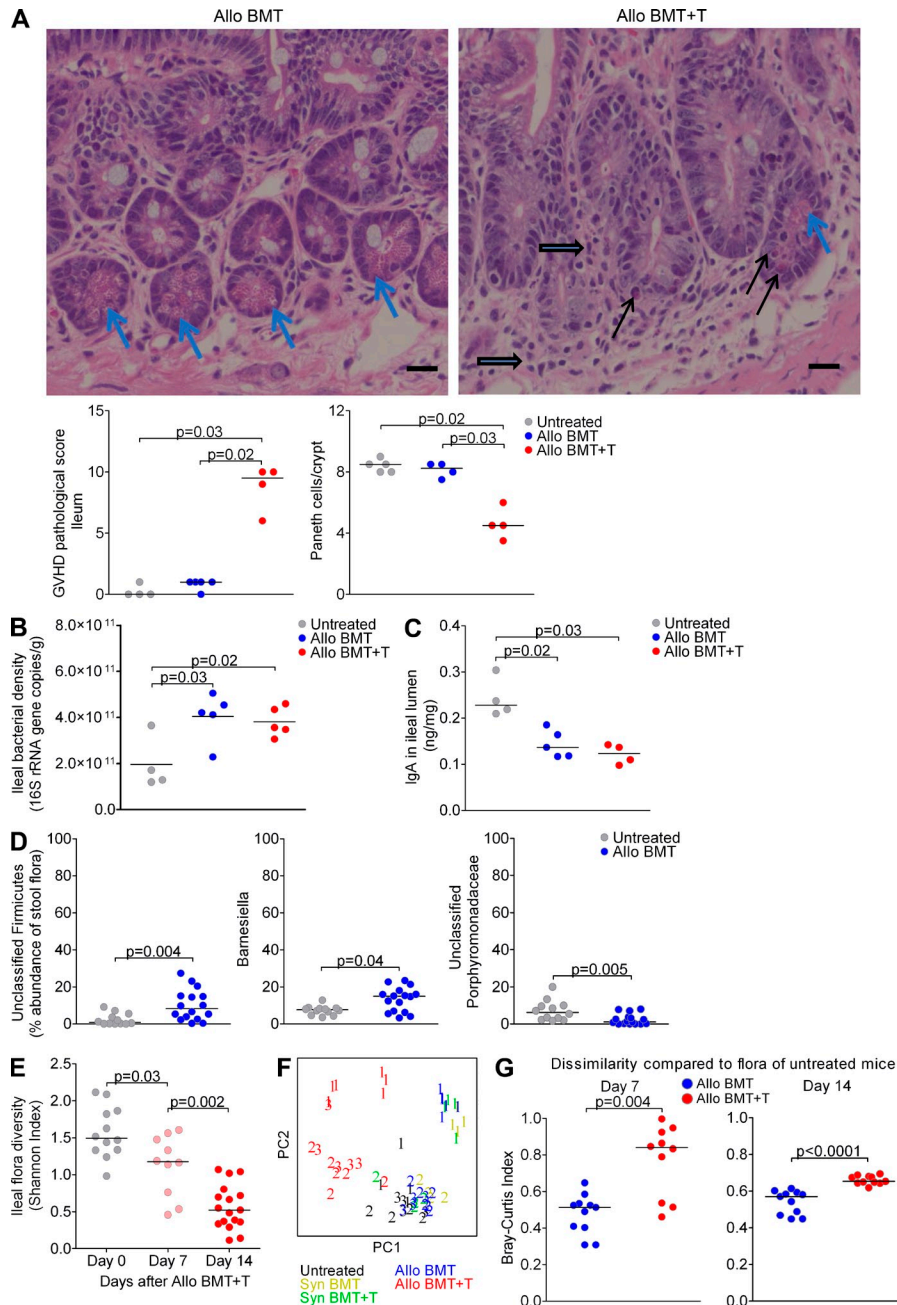 A
Allo BMT
Allo BMT+T
GVHD pathological score
Ileum
15
10
5
0
p=0.03
p=0.02
Paneth cells/crypt
12
8
4
0
p=0.02
p=0.03
Untreated
Allo BMT
Allo BMT+T
B
Ileal bacterial density
(16S rRNA gene copies/g)
8.0×10 11
6.0×10 11
4.0×10 11
2.0×10 11
0.0
p=0.02
p=0.03
Untreated
Allo BMT
Allo BMT+T
C
IgA in ileal lumen
(ng/mg)
0.4
0.3
0.2
0.1
0.0
p=0.03
p=0.02
Untreated
Allo BMT
Allo BMT+T
D
Unclassified Firmicutes
(% abundance of stool flora)
100
80
60
40
20
0
p=0.004
Barnesiella
100
80
60
40
20
0
p=0.04
Unclassified
Popphyromonadaceae
100
80
60
40
20
0
p=0.005
Untreated
Allo BMT
E
Ileal flora diversity
(Shannon Index)
2.5
2.0
1.5
1.0
0.5
0.0
p=0.03
p=0.002
Day 0 Day 7 Day 14
Days after Allo BMT+T
F
PC2
PC1
Untreated
Syn BMT
Syn BMT+T
Allo BMT
Allo BMT+T
G
Dissimilarity compared to flora of untreated mice
Day 7
Allo BMT
Allo BMT+T
Day 14
Bray-Curtis Index
1.0
0.8
0.6
0.4
0.2
0.0
p=0.004
1.0
0.8
0.6
0.4
0.2
0.0
p<0.0001